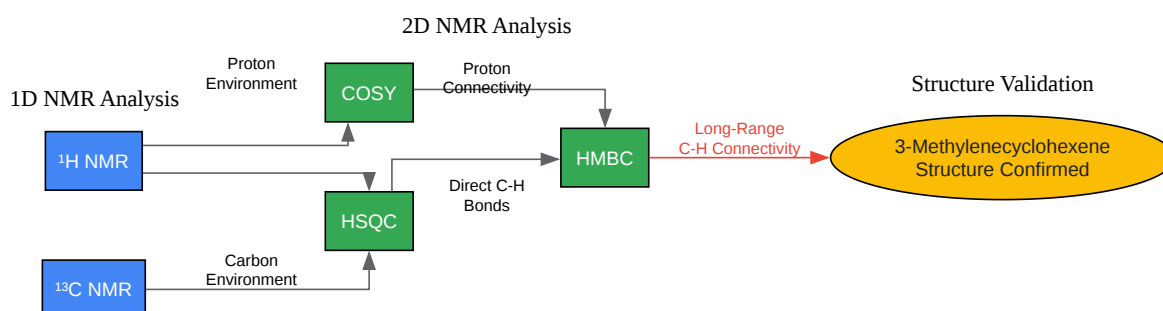 2D NMR Analysis
1D NMR Analysis
Proton
Environment
COSY
Proton
Connectivity
Structure Validation
¹H NMR
HMBC
Long-Range
C-H Connectivity
3-Methylenecyclohexene
Structure Confirmed
Direct C-H
Bonds
HSQC
Carbon
Environment
¹³C NMR